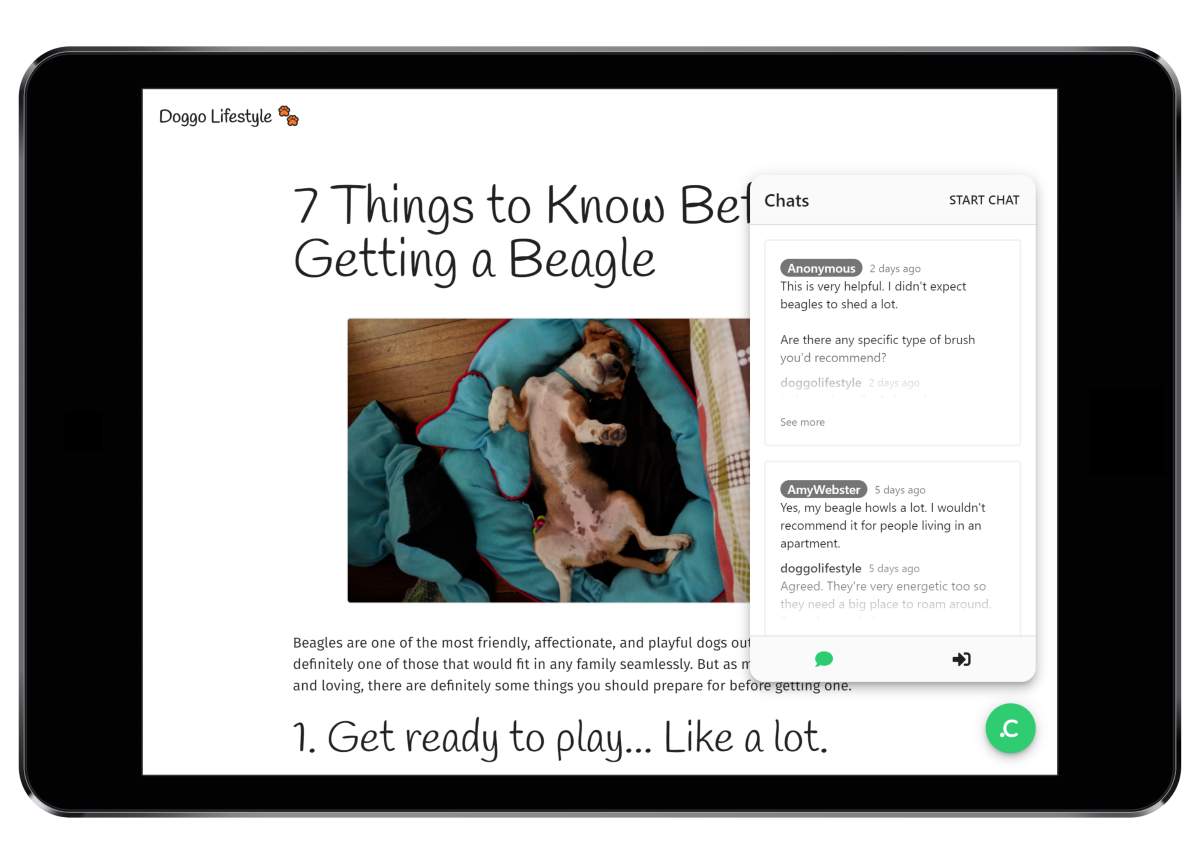 Doggo Lifestyle
7 Things to Know Bef
Getting a Beagle
Beagles are one of the most friendly, affectionate, and playful dogs out
definitely one of those that would fit in any family seamlessly. But as m
and loving, there are definitely some things you should prepare for before getting one.
1. Get ready to play... Like a lot.
Chats
START CHAT
Anonymous 2 days ago
This is very helpful. I didn't expect
beagles to shed a lot.
Are there any specific type of brush
you'd recommend?
doggolifestyle 2 days ago
See more
AmyWebster 5 days ago
Yes, my beagle howls a lot. I wouldn't
recommend it for people living in an
apartment.
doggolifestyle 5 days ago
Agreed. They're very energetic too so
they need a big place to roam around.
.C